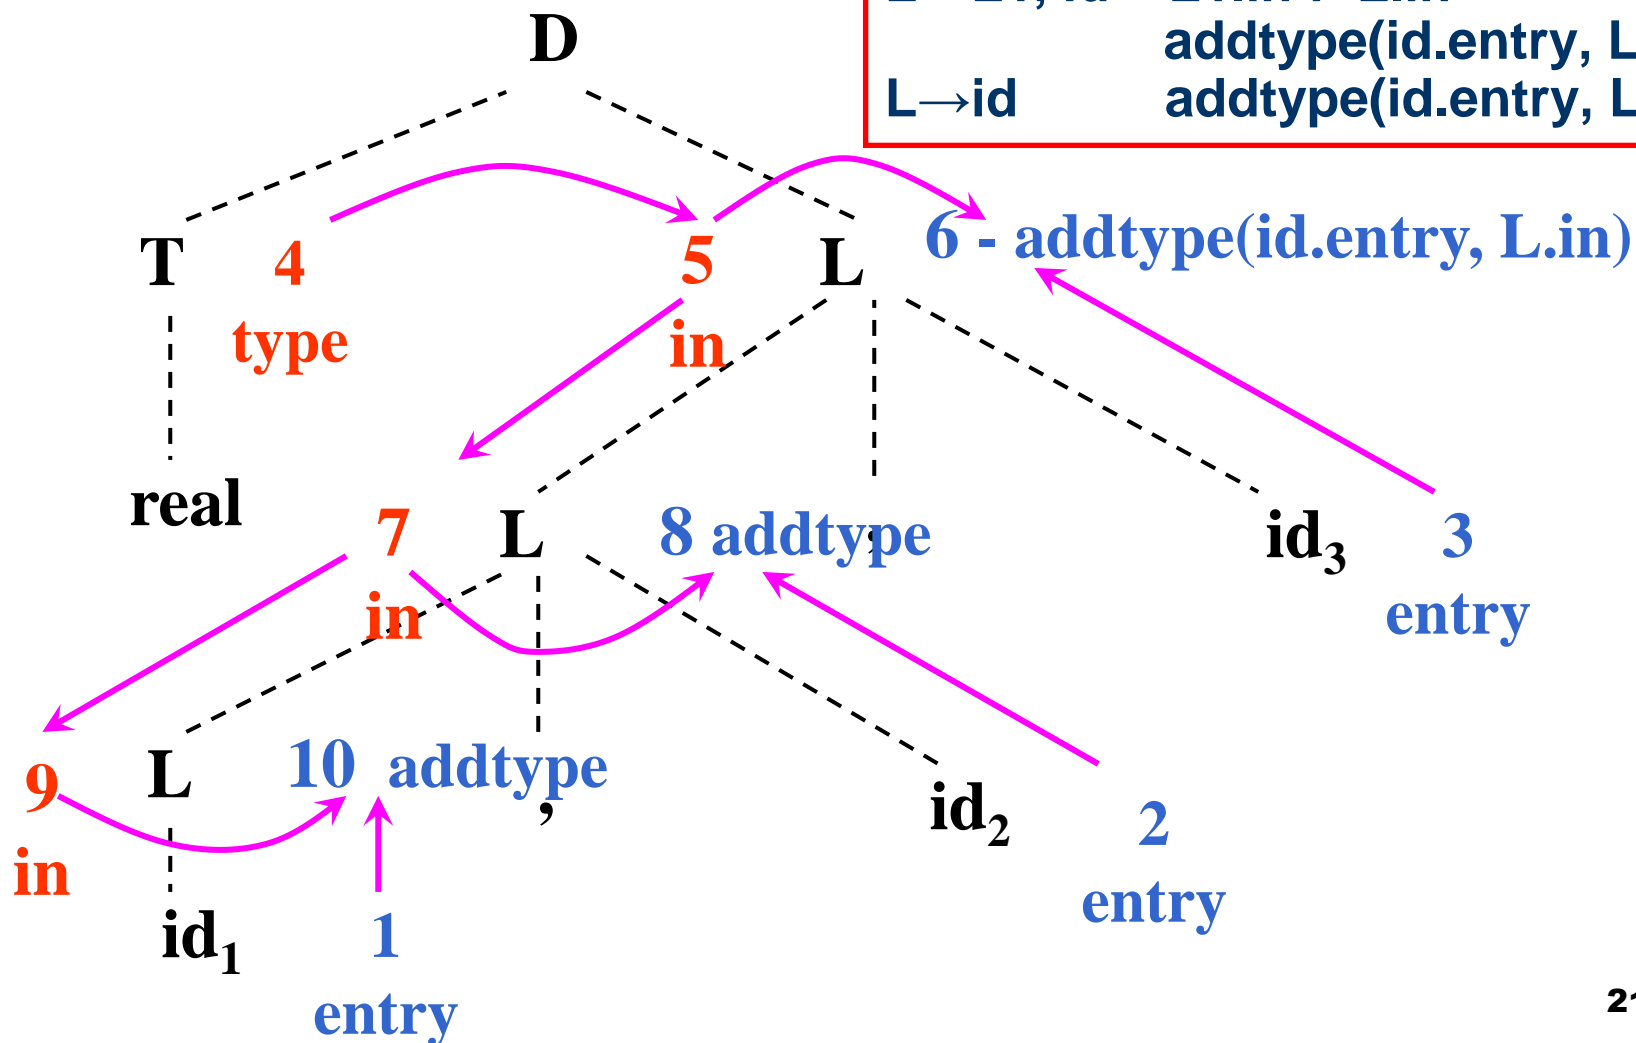 D
addtype(id.entry, L
L→id addtype(id.entry, L
T 4 5 L 6 - addtype(id.entry, L.in)
type in
real 7 L 8 addtype , id3 3
in entry
9 L 10 addtype , id2 2
in entry
id1 1
entry
21